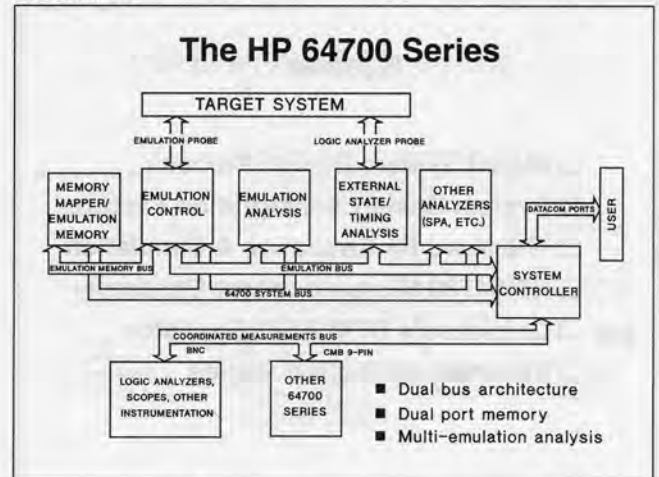 The HP 64700 Series
TARGET SYSTEM
EMULATION PROBE
LOGIC ANALYZER PROBE
MEMORY
MAPPER/
EMULATION
MEMORY
EMULATION
CONTROL
EMULATION
ANALYSIS
EXTERNAL
STATE/
TIMING
ANALYSIS
OTHER
ANALYZERS
(SPA, ETC.)
DATACOM PORTS
USER
EMULATION MEMORY BUS
EMULATION BUS
64700 SYSTEM BUS
SYSTEM
CONTROLLER
COORDINATED MEASUREMENTS BUS
BNC
CMB 9-PIN
LOGIC ANALYZERS,
SCOPES, OTHER
INSTRUMENTATION
OTHER
64700
SERIES
■ Dual bus architecture
■ Dual port memory
■ Multi-emulation analysis